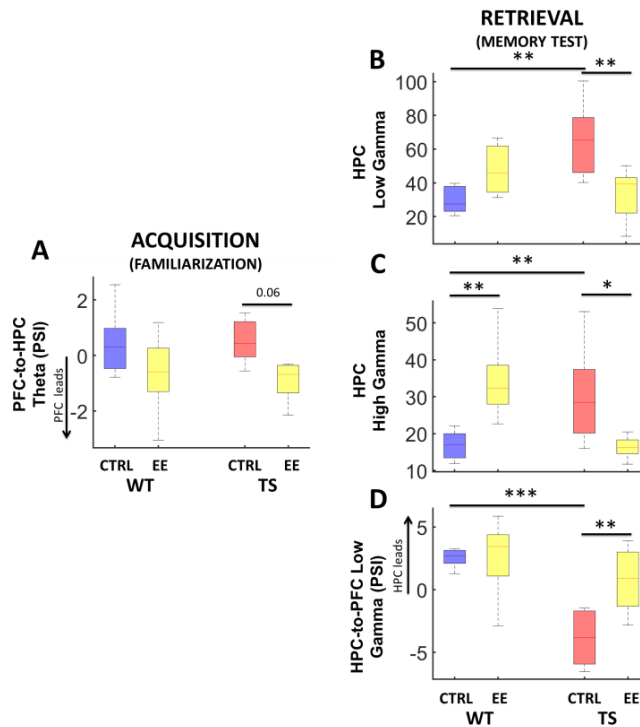 RETRIEVAL
(MEMORY TEST)
B
**
**
HPC
Low Gamma
100
80
60
40
20
ACQUISITION
(FAMILIARIZATION)
A
0.06
PFC-to-HPC
Theta (PSI)
PFC leads
2
0
-2
CTRL EE CTRL EE
WT TS
C
**
**
*
HPC
High Gamma
50
40
30
20
10
D
***
**
HPC-to-PFC Low
Gamma (PSI)
HPC leads
5
0
-5
CTRL EE CTRL EE
WT TS